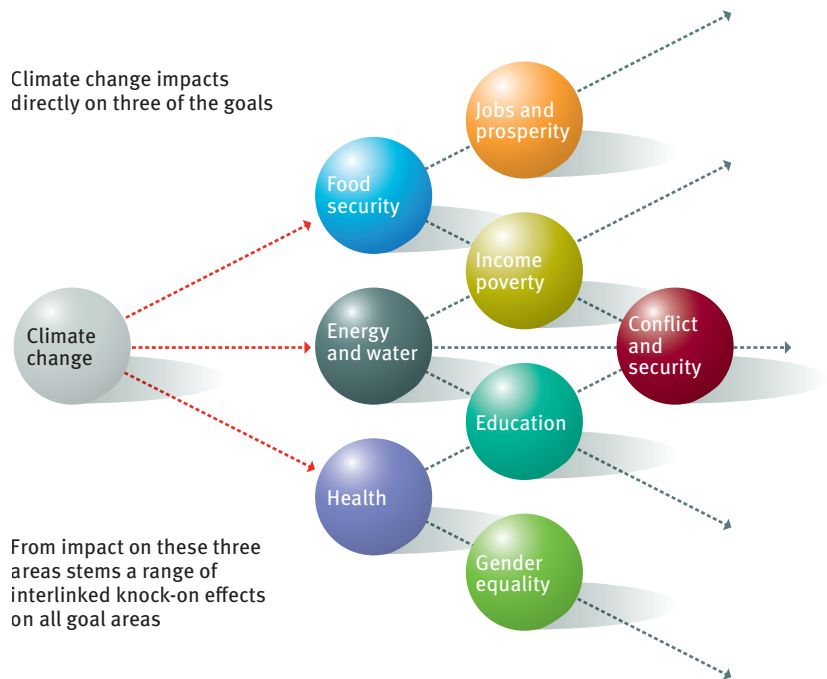 Climate change impacts
directly on three of the goals
Jobs and
prosperity
Food
security
Income
poverty
Climate
change
Energy
and water
Conflict
and
security
Education
Health
Gender
equality
From impact on these three
areas stems a range of
interlinked knock-on effects
on all goal areas